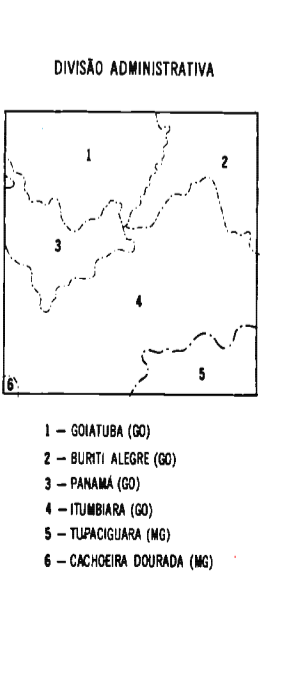 DIVISÃO ADMINISTRATIVA
1
2
3
4
5
6
1 – GOIATUBA (GO)
2 – BURITI ALEGRE (GO)
3 – PANAMÁ (GO)
4 – ITUMBIARA (GO)
5 – TUPACIGUARA (MG)
6 – CACHOEIRA DOURADA (MG)